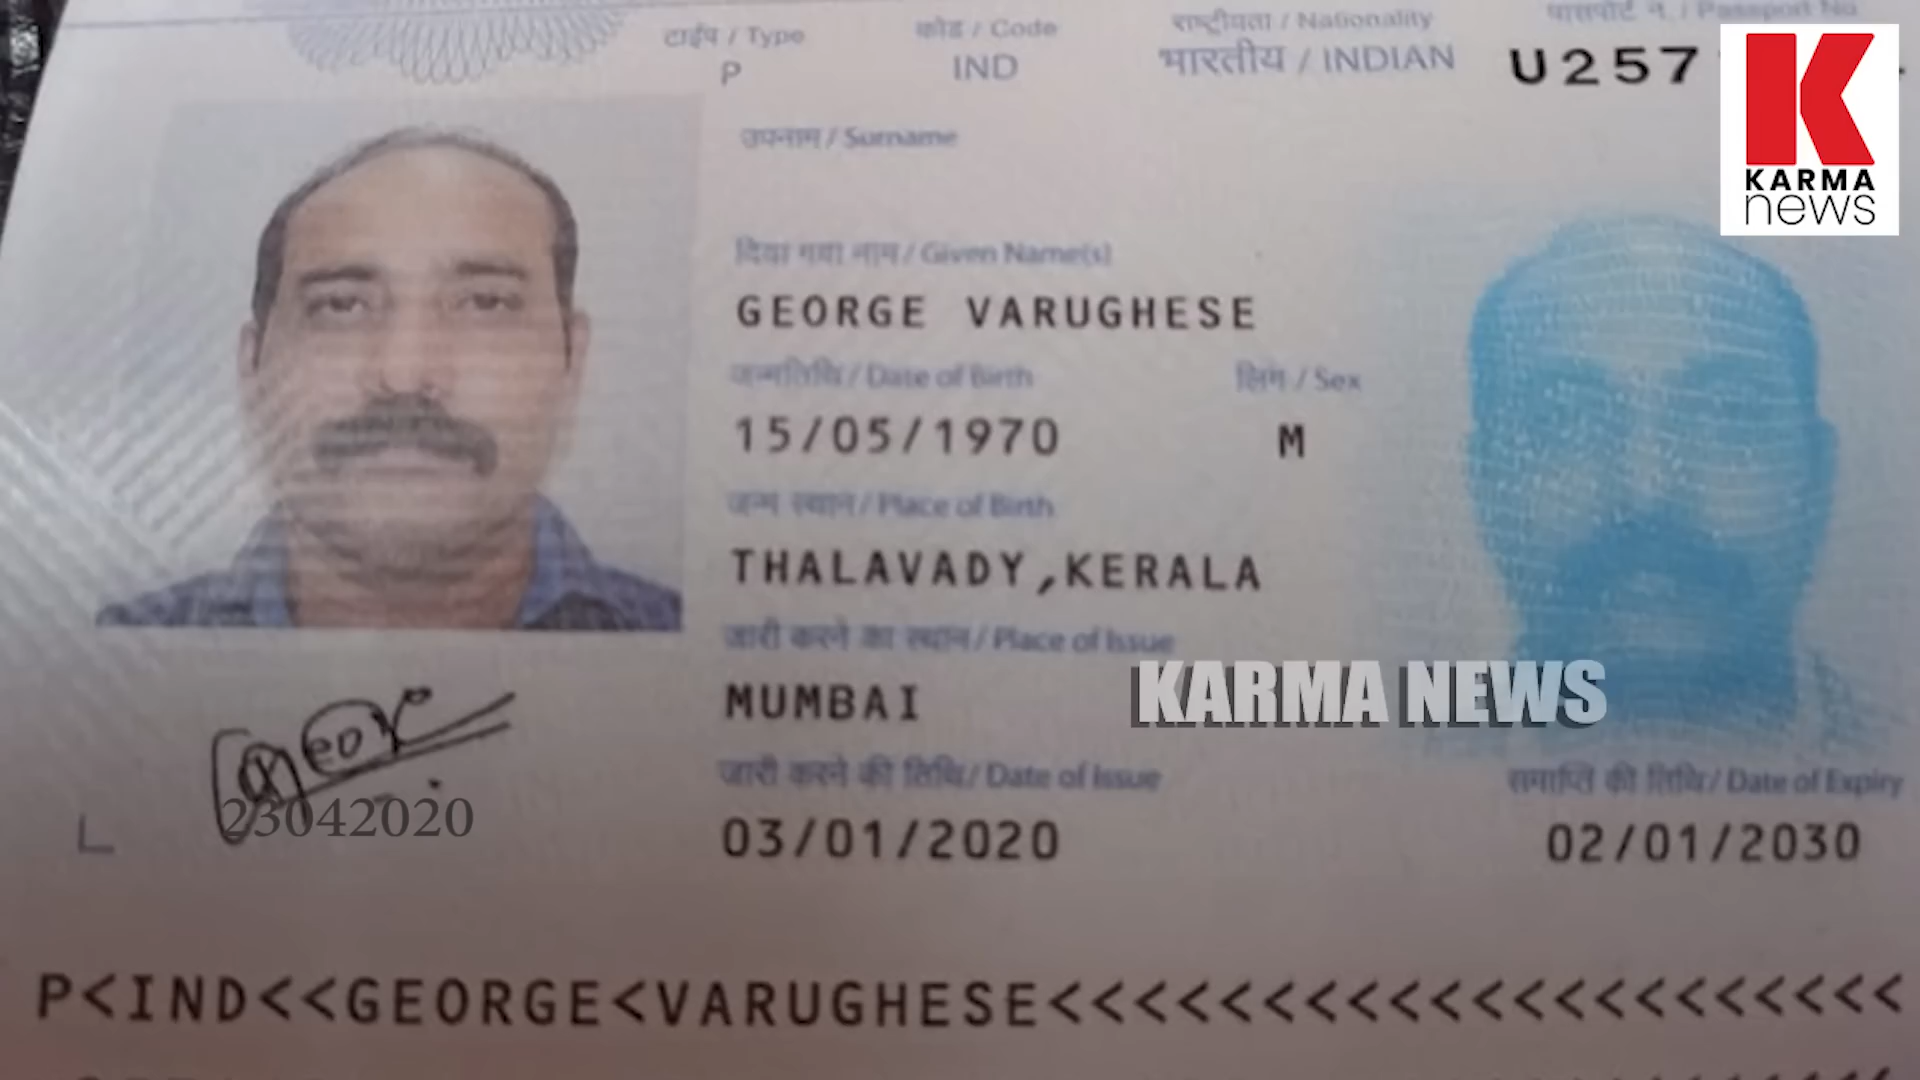 टाईप / Type
कोड / Code
राष्ट्रीयता / Nationality
पासपोर्ट न. / Passport No
P
IND
भारतीय / INDIAN
U257
KARMA
news
उपनाम / Surname
दिया गया नाम / Given Name(s)
GEORGE VARUGHESE
जन्मतिथि / Date of Birth
लिंग / Sex
15/05/1970
M
जन्म स्थान / Place of Birth
THALAVADY,KERALA
जारी करने का स्थान / Place of Issue
MUMBAI
KARMA NEWS
जारी करने की तिथि / Date of Issue
समाप्ति की तिथि / Date of Expiry
23042020
03/01/2020
02/01/2030
P<IND<<GEORGE<VARUGHESE<<<<<<<<<<<<<<<<<<<<